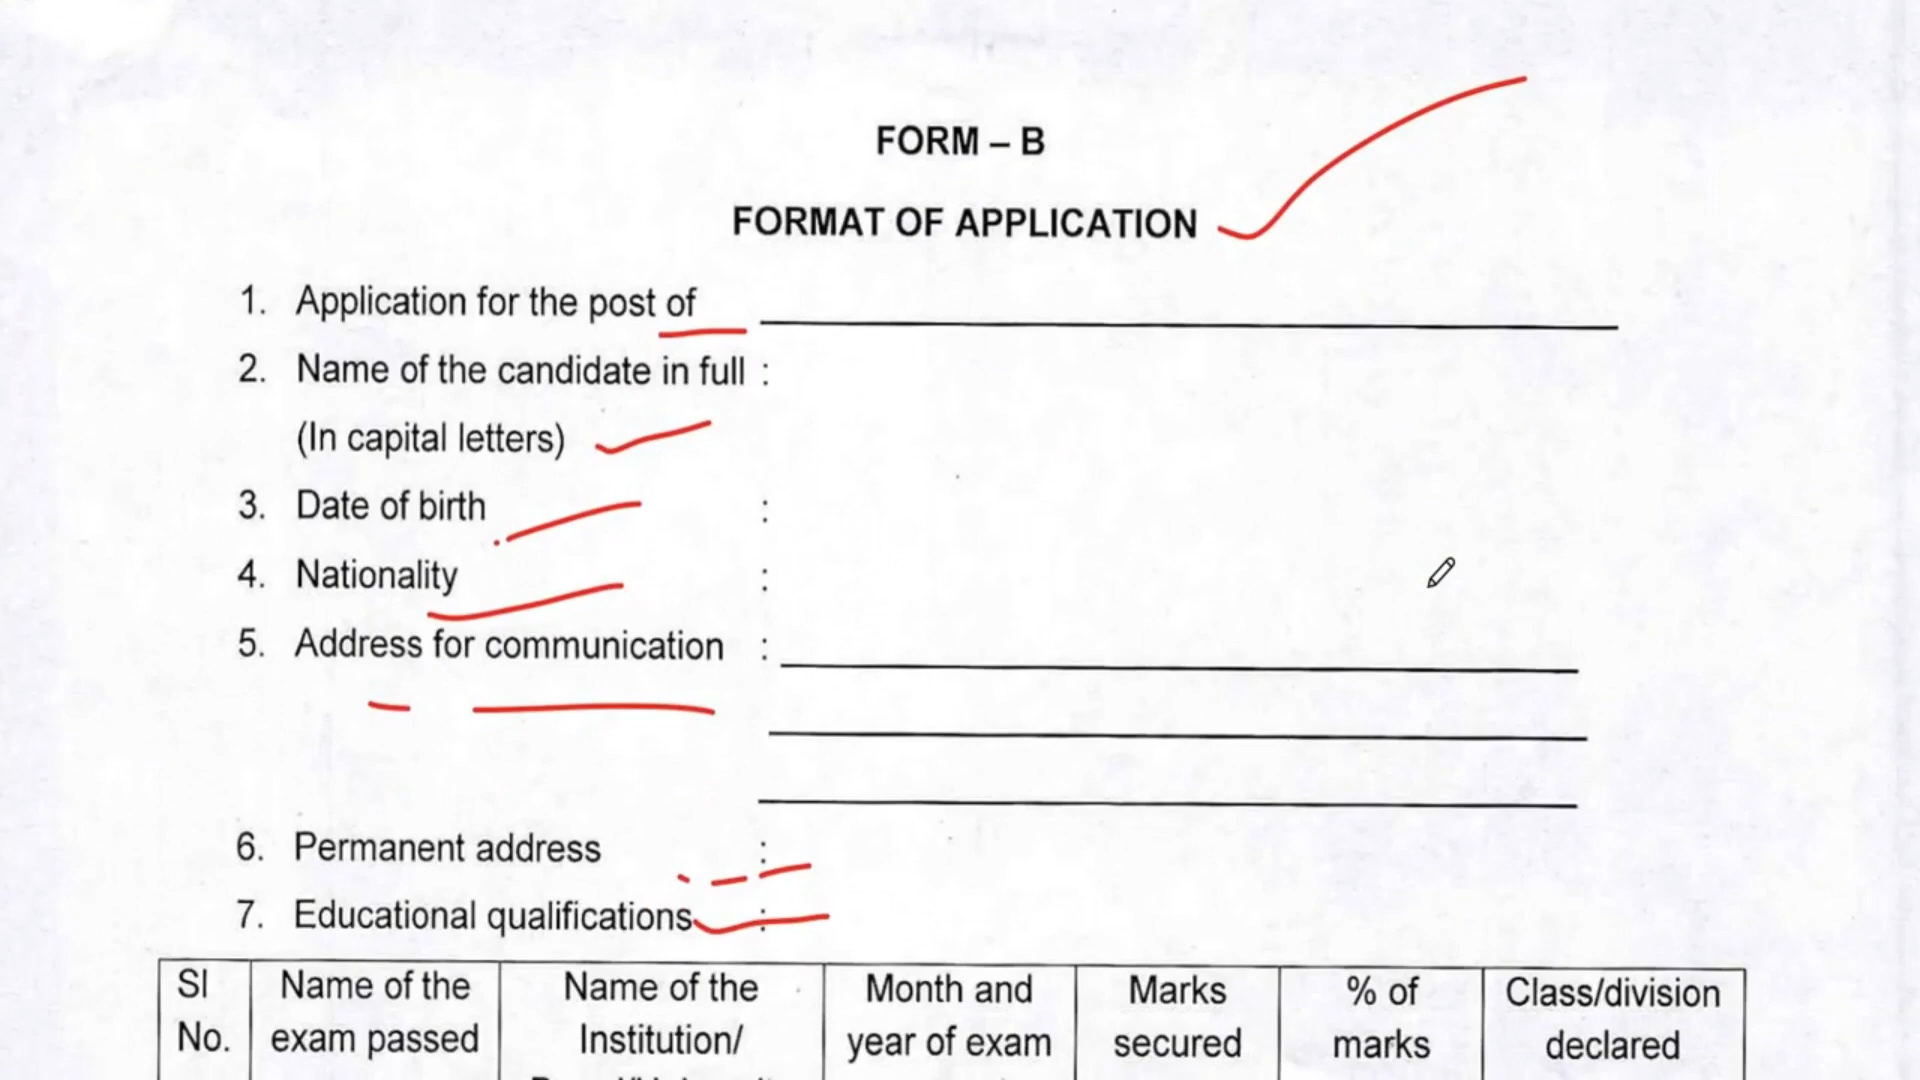 FORM – B
FORMAT OF APPLICATION
1. Application for the post of
2. Name of the candidate in full :
(In capital letters)
3. Date of birth :
4. Nationality :
5. Address for communication :
6. Permanent address :
7. Educational qualifications :
Sl No. Name of the exam passed Name of the Institution/ Month and year of exam Marks secured % of marks Class/division declared